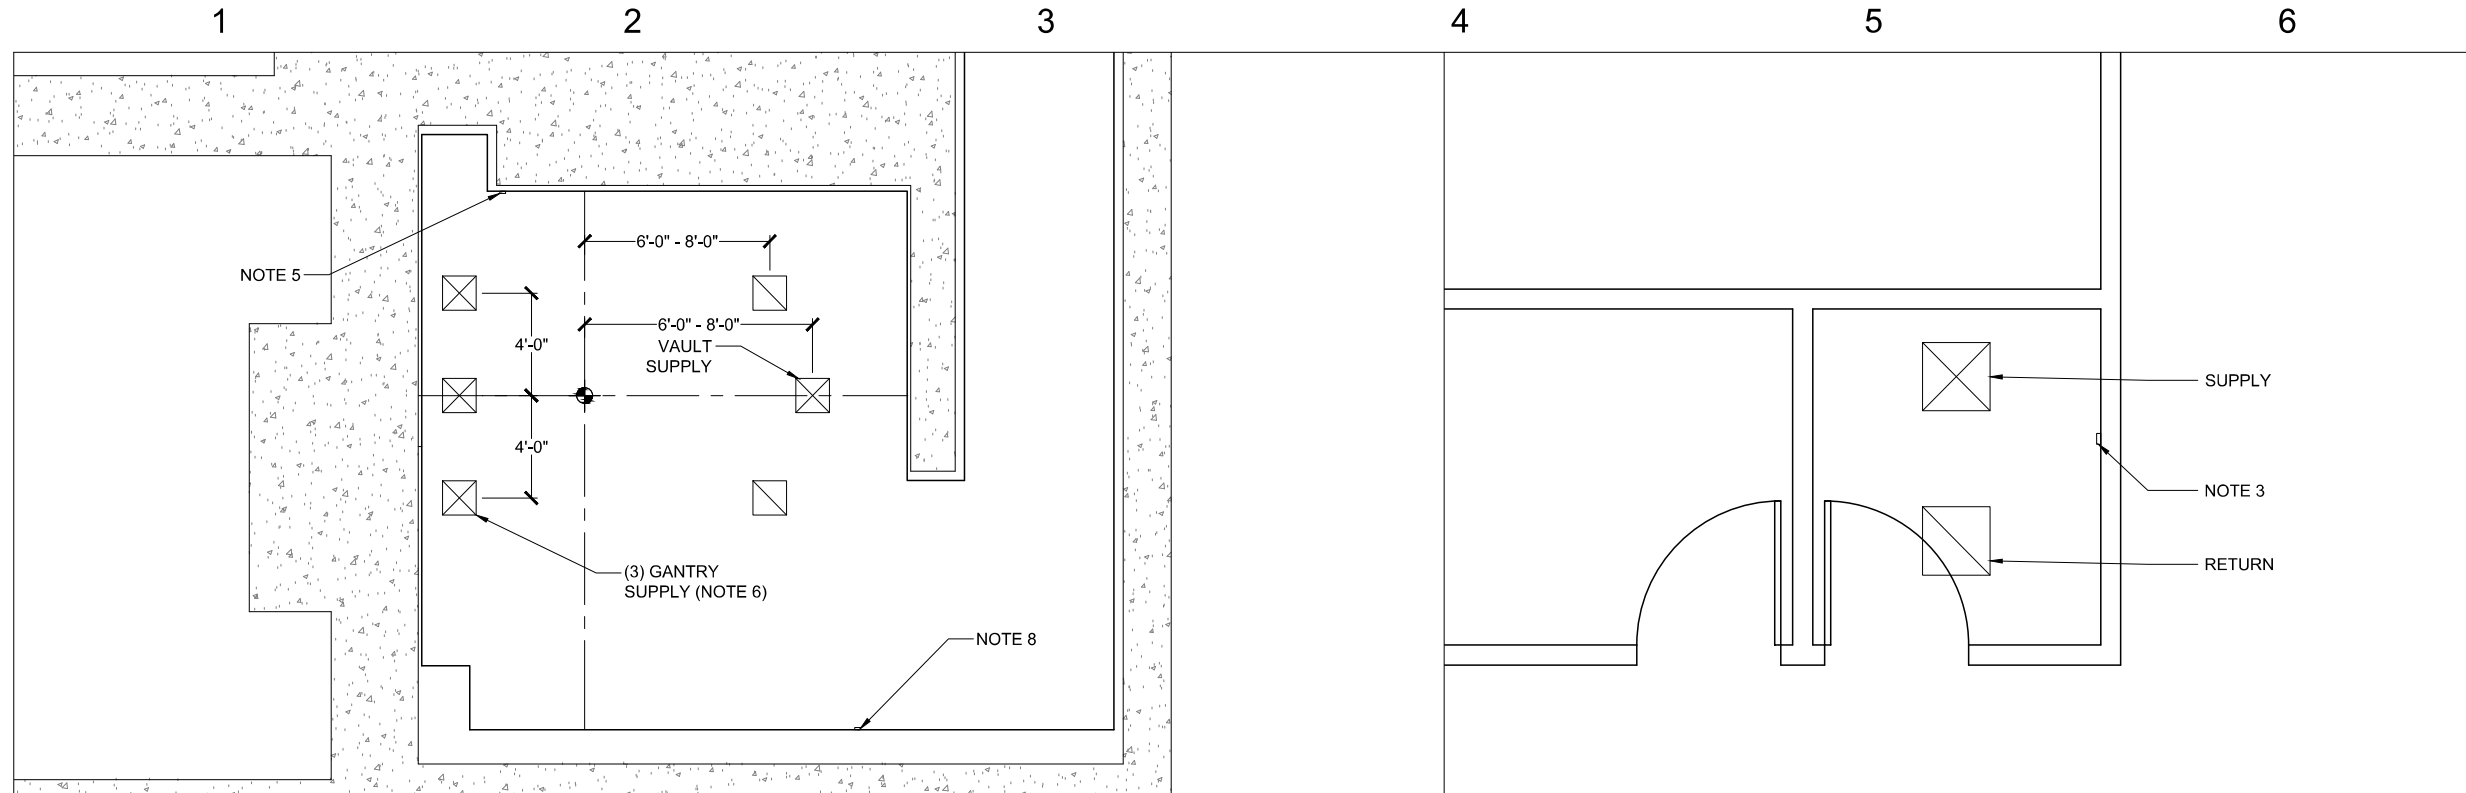 1 2 3 4 5 6
6'-0" - 8'-0"
NOTE 5
6'-0" - 8'-0"
4'-0"
VAULT
SUPPLY
SUPPLY
4'-0"
NOTE 3
RETURN
(3) GANTRY
SUPPLY (NOTE 6)
NOTE 8